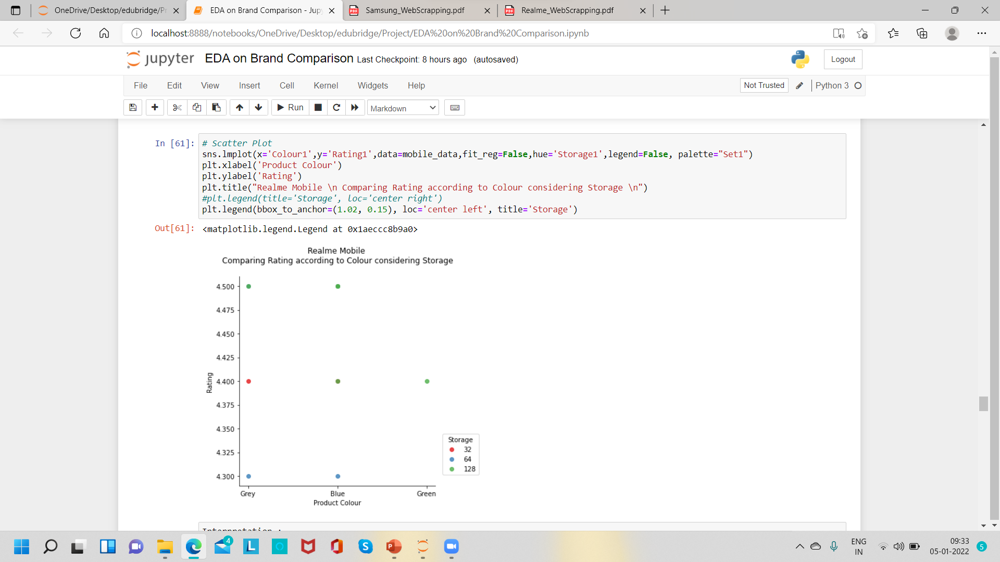 OneDrive/Desktop/edubridge/Pr
EDA on Brand Comparison - Jupy
Samsung_WebScrapping.pdf
Realme_WebScrapping.pdf
localhost:8888/notebooks/OneDrive/Desktop/edubridge/Project/EDA%20on%20Brand%20Comparison.ipynb
jupyter EDA on Brand Comparison Last Checkpoint: 8 hours ago (autosaved)
Logout
File Edit View Insert Cell Kernel Widgets Help
Not Trusted
Python 3
Run
Markdown
In [61]:
# Scatter Plot
sns.lmplot(x='Colour1',y='Rating1',data=mobile_data,fit_reg=False,hue='Storage1',legend=False, palette="Set1")
plt.xlabel('Product Colour')
plt.ylabel('Rating')
plt.title("Realme Mobile \n Comparing Rating according to Colour considering Storage \n")
#plt.legend(title='Storage', loc='center right')
plt.legend(bbox_to_anchor=(1.02, 0.15), loc='center left', title='Storage')
Out[61]: <matplotlib.legend.Legend at 0x1aeccc8b9a0>
Realme Mobile
Comparing Rating according to Colour considering Storage
4.500
4.475
4.450
4.425
4.400
4.375
4.350
4.325
4.300
Rating
Storage
32
64
128
Grey Blue Green
Product Colour
Interpretation :
4
ENG
IN
09:33
05-01-2022
5